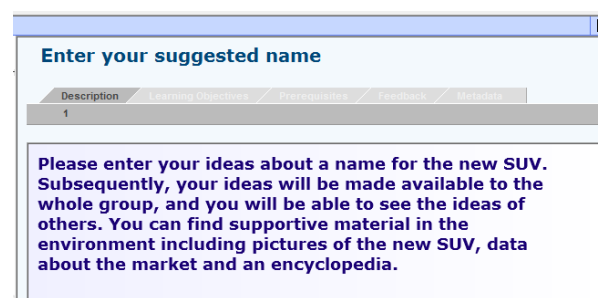 Enter your suggested name
Description Learning Objectives Prerequisites Feedback Metadata
1
Please enter your ideas about a name for the new SUV.
Subsequently, your ideas will be made available to the
whole group, and you will be able to see the ideas of
others. You can find supportive material in the
environment including pictures of the new SUV, data
about the market and an encyclopedia.